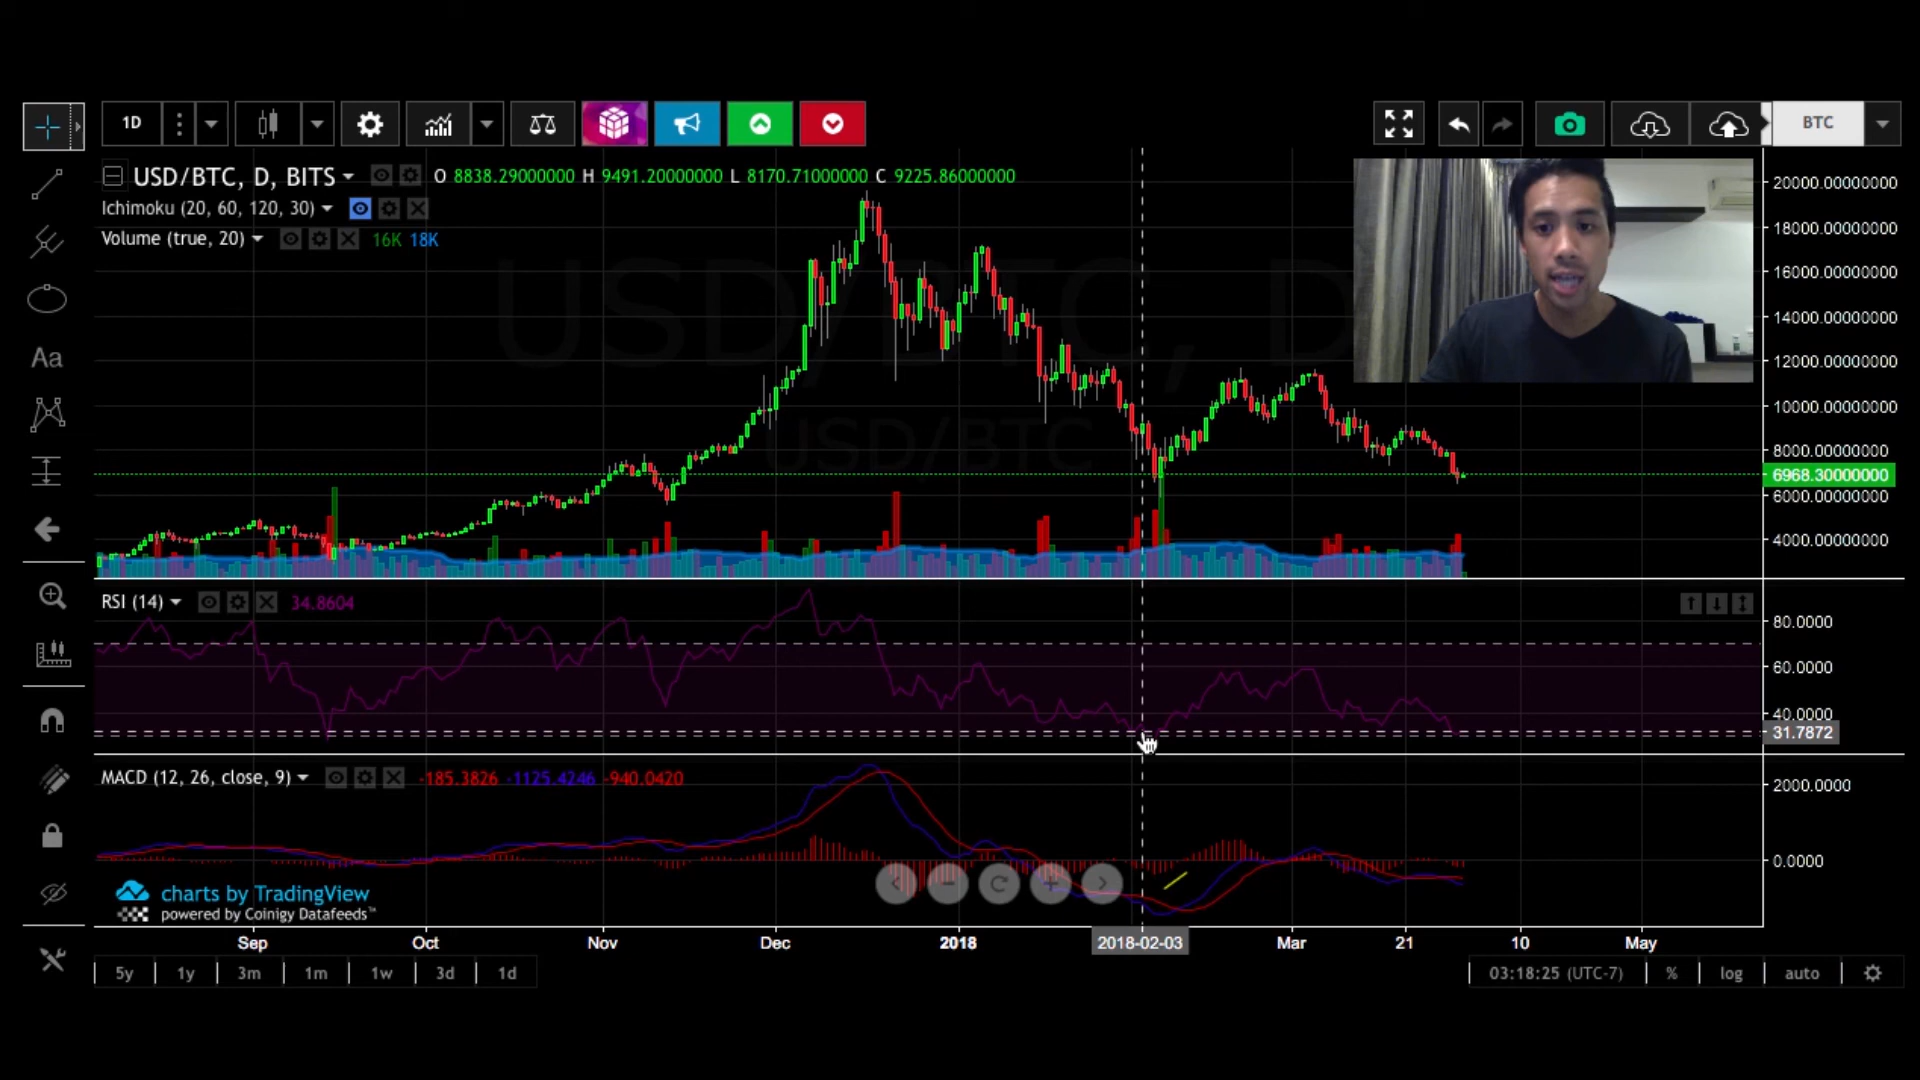 1D
BTC
USD/BTC, D, BITS O 8838.29000000 H 9491.20000000 L 8170.71000000 C 9225.86000000
Ichimoku (20, 60, 120, 30)
Volume (true, 20) 16K 18K
USD/BTC, D
USD/BTC
20000.00000000
18000.00000000
16000.00000000
14000.00000000
12000.00000000
10000.00000000
8000.00000000
6968.30000000
6000.00000000
4000.00000000
Aa
RSI (14) 34.8604
80.0000
60.0000
40.0000
31.7872
MACD (12, 26, close, 9) -185.3826 -1125.4246 -940.0420
2000.0000
0.0000
charts by TradingView
powered by Coinigy Datafeeds™
Sep Oct Nov Dec 2018 2018-02-03 Mar 21 10 May
5y 1y 3m 1m 1w 3d 1d 03:18:25 (UTC-7) % log auto